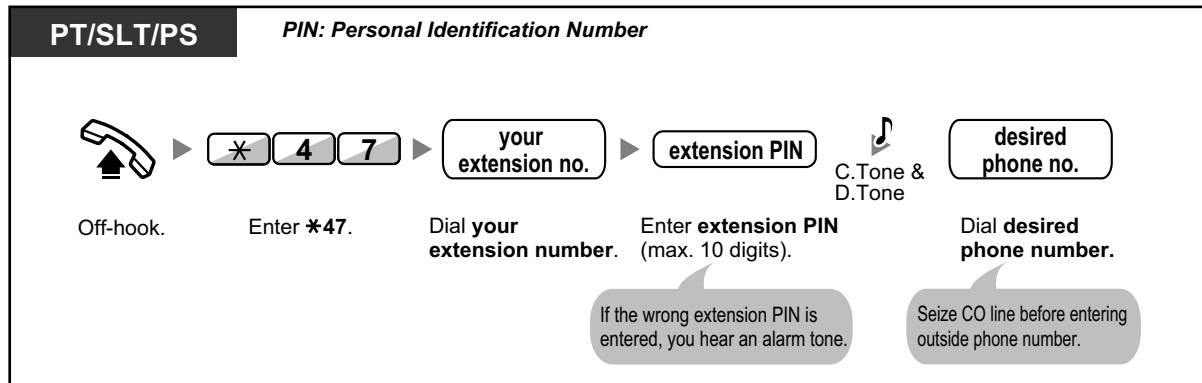 PT/SLT/PS
PIN: Personal Identification Number
✳ 4 7
your
extension no.
extension PIN
C.Tone &
D.Tone
desired
phone no.
Off-hook.
Enter ✳47.
Dial your
extension number.
Enter extension PIN
(max. 10 digits).
Dial desired
phone number.
If the wrong extension PIN is
entered, you hear an alarm tone.
Seize CO line before entering
outside phone number.